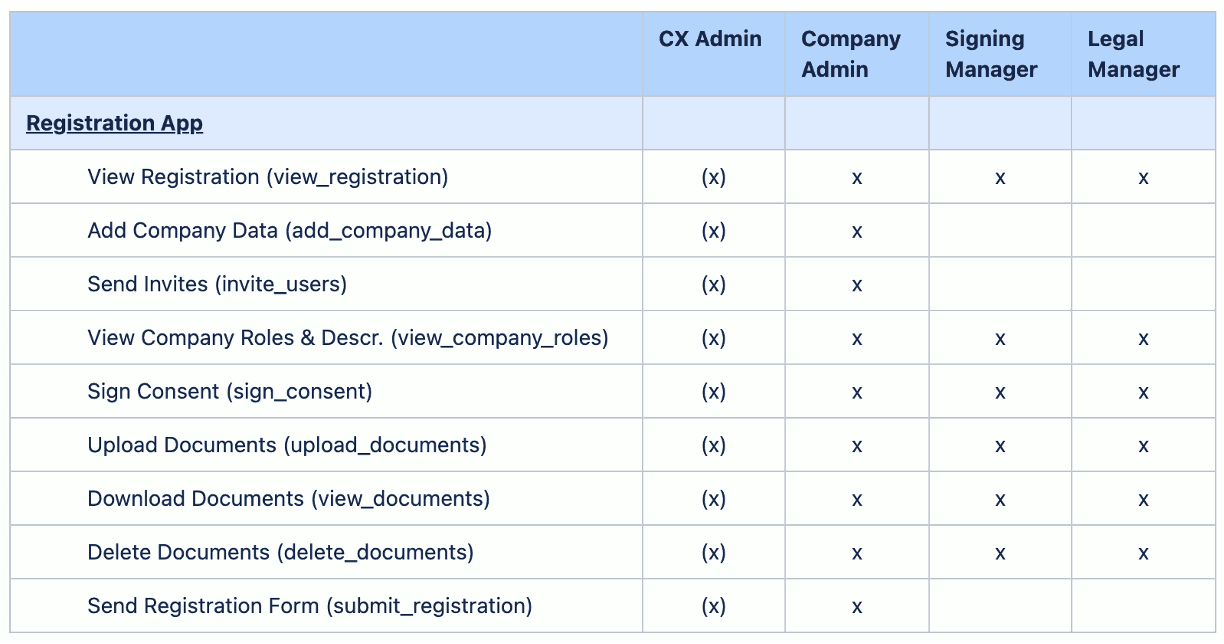 CX Admin Company Admin Signing Manager Legal Manager
Registration App
View Registration (view_registration) (x) x x x
Add Company Data (add_company_data) (x) x
Send Invites (invite_users) (x) x
View Company Roles & Descr. (view_company_roles) (x) x x x
Sign Consent (sign_consent) (x) x x x
Upload Documents (upload_documents) (x) x x x
Download Documents (view_documents) (x) x x x
Delete Documents (delete_documents) (x) x x x
Send Registration Form (submit_registration) (x) x